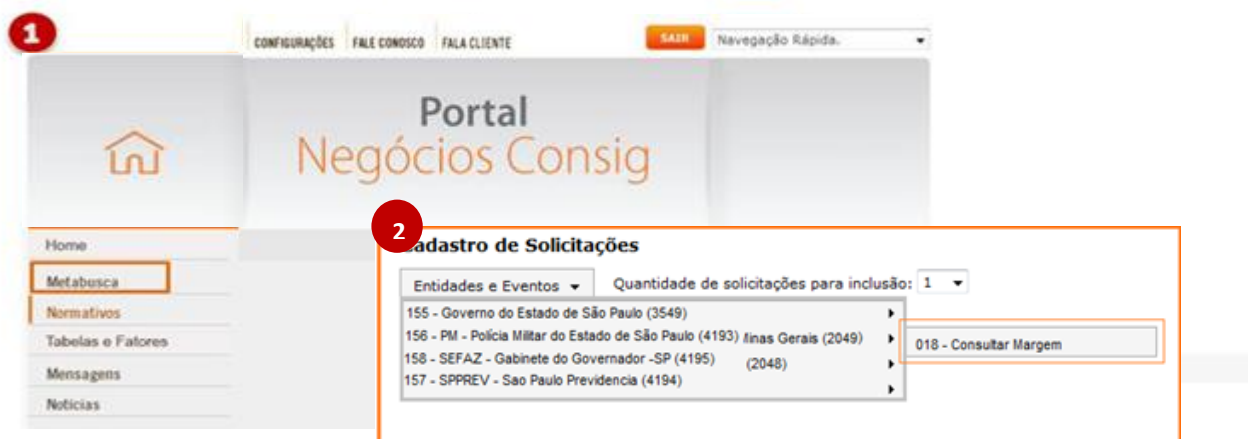 1
CONFIGURAÇÕES FALE CONOSCO FALA CLIENTE SAIR Navegação Rápida.
Portal
Negócios Consig
Home
Metabusca
Normativos
Tabelas e Fatores
Mensagens
Notícias
2
Cadastro de Solicitações
Entidades e Eventos Quantidade de solicitações para inclusão: 1
155 - Governo do Estado de São Paulo (3549)
156 - PM - Polícia Militar do Estado de São Paulo (4193) Minas Gerais (2049)
158 - SEFAZ - Gabinete do Governador -SP (4195) (2048)
157 - SPPREV - Sao Paulo Previdencia (4194)
018 - Consultar Margem